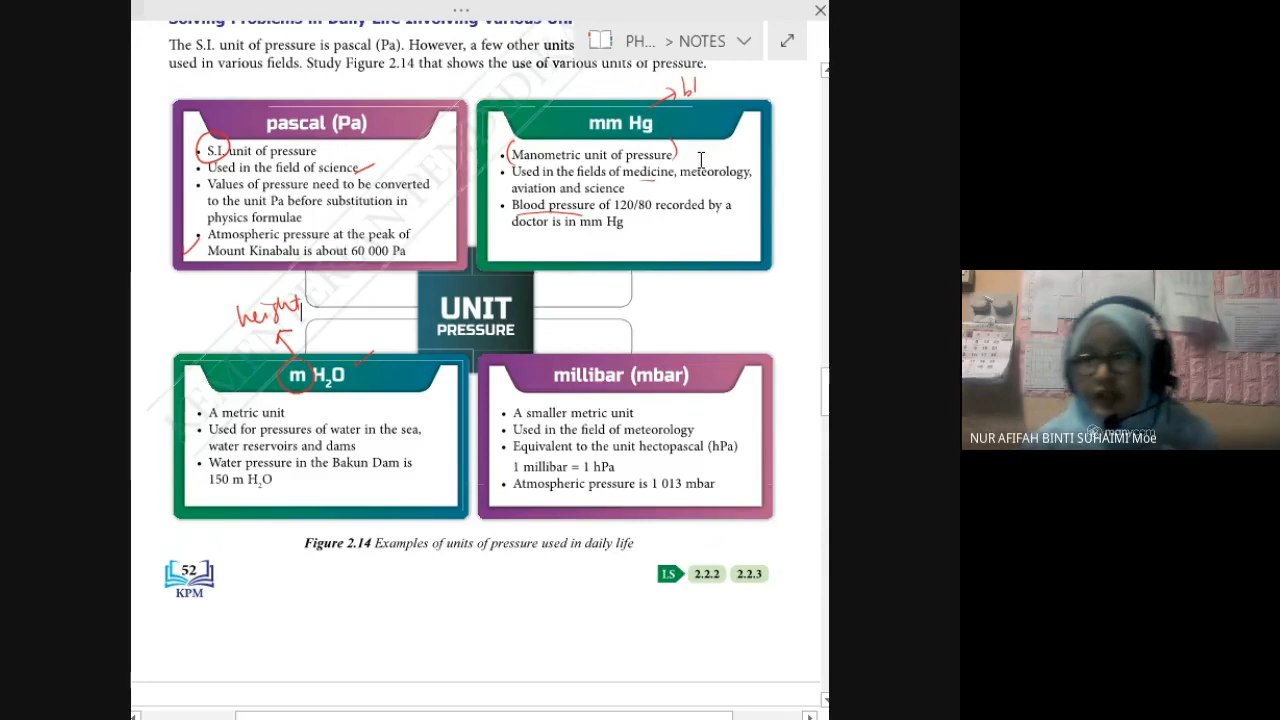 Solving Problems in Daily Life Involving Various Uni
PH... > NOTES
The S.I. unit of pressure is pascal (Pa). However, a few other units
used in various fields. Study Figure 2.14 that shows the use of various units of pressure.
bl
pascal (Pa)
• S.I. unit of pressure
• Used in the field of science
• Values of pressure need to be converted
to the unit Pa before substitution in
physics formulae
• Atmospheric pressure at the peak of
Mount Kinabalu is about 60 000 Pa
mm Hg
• (Manometric unit of pressure)
• Used in the fields of medicine, meteorology,
aviation and science
• Blood pressure of 120/80 recorded by a
doctor is in mm Hg
height
UNIT
PRESSURE
m H₂O
• A metric unit
• Used for pressures of water in the sea,
water reservoirs and dams
• Water pressure in the Bakun Dam is
150 m H₂O
millibar (mbar)
• A smaller metric unit
• Used in the field of meteorology
• Equivalent to the unit hectopascal (hPa)
1 millibar = 1 hPa
• Atmospheric pressure is 1 013 mbar
Figure 2.14 Examples of units of pressure used in daily life
52
KPM
LS 2.2.2 2.2.3
KEMENTERIAN PENDIDIKAN
NUR AFIFAH BINTI SUHAIMI Moe